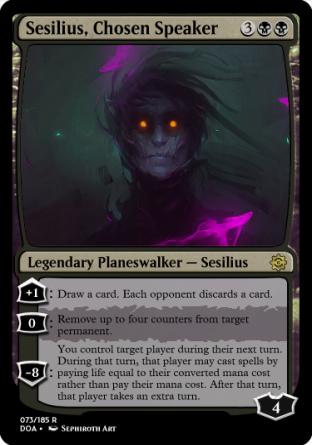 Sesilius, Chosen Speaker 3
Legendary Planeswalker — Sesilius
+1: Draw a card. Each opponent discards a card.
0: Remove up to four counters from target
permanent.
You control target player during their next turn.
During that turn, that player may cast spells by
-8: paying life equal to their converted mana cost
rather than pay their mana cost. After that turn,
that player takes an extra turn.
4
073/185 R
DOA • Sephiroth Art